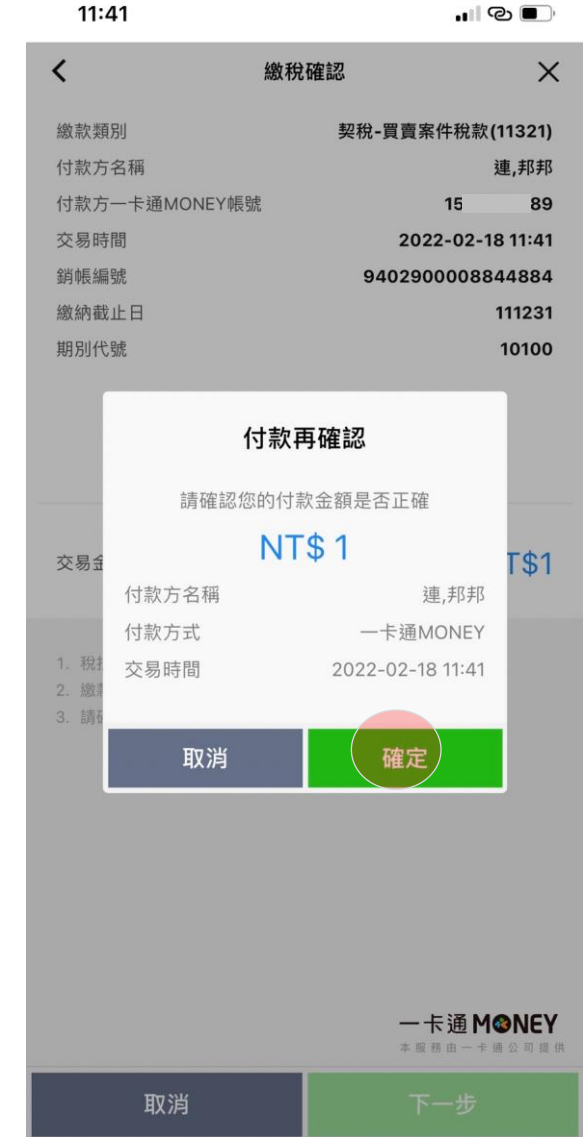 11:41
繳稅確認
繳款類別 契稅-買賣案件稅款(11321)
付款方名稱 連,邦邦
付款方一卡通MONEY帳號 15 89
交易時間 2022-02-18 11:41
銷帳編號 9402900008844884
繳納截止日 111231
期別代號 10100
付款再確認
請確認您的付款金額是否正確
NT$ 1
交易金 T$1
付款方名稱 連,邦邦
付款方式 一卡通MONEY
交易時間 2022-02-18 11:41
1. 稅
2. 繳
3. 請
取消 確定
一卡通MONEY
本服務由一卡通公司提供
取消 下一步